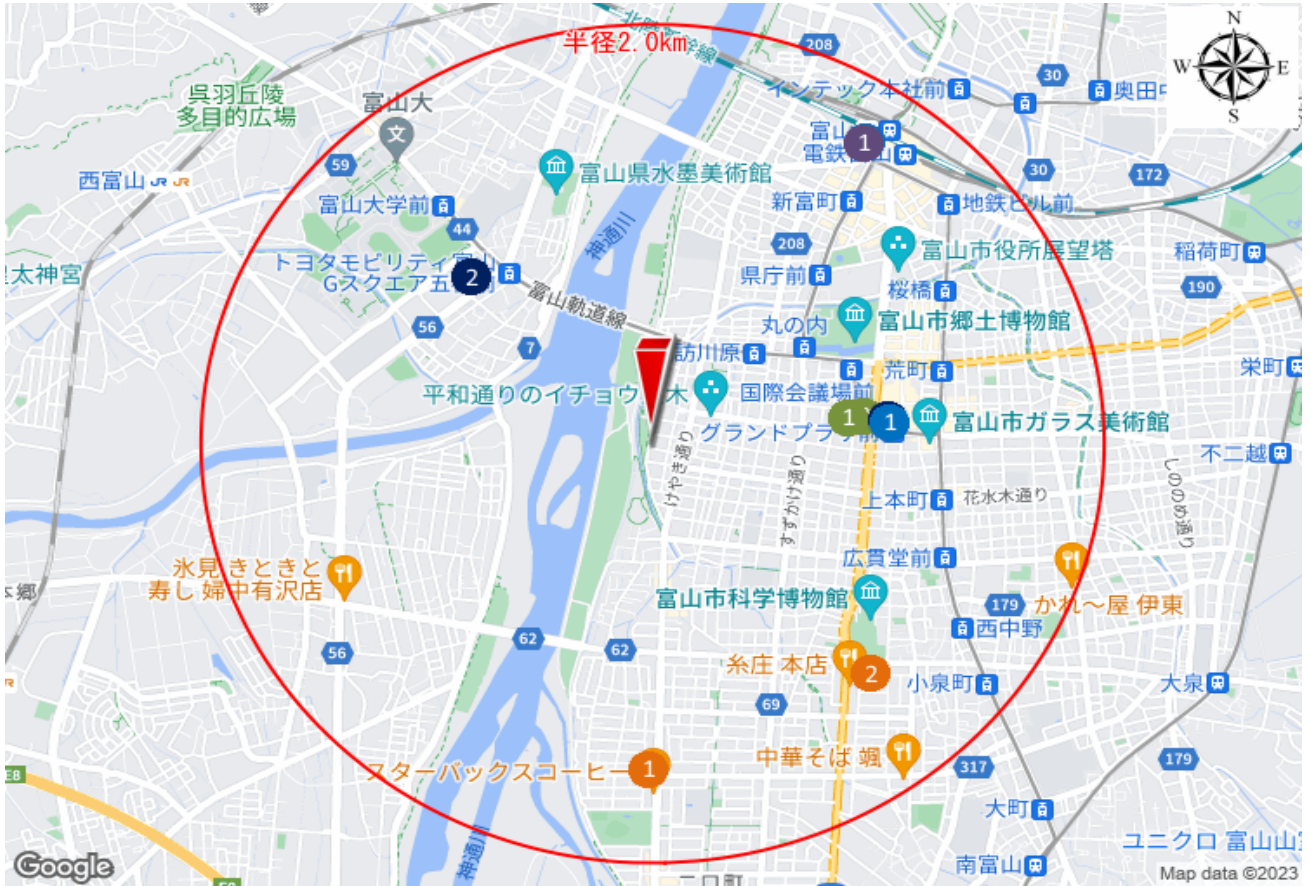 半径2.0km
N
W
E
S
208
30
インテック本社前
奥田中
呉羽丘陵
多目的広場
富山大
文
富山
1
電鉄富山
59
西富山
JR
JR
富山県水墨美術館
30
172
富山大学前
新富町
地鉄ビル前
44
神通川
208
富山市役所展望塔
稲荷町
トヨタモビリティ富山
Gスクエア五福前
2
県庁前
桜橋
190
富山軌道線
56
7
丸の内
富山市郷土博物館
訪川原
荒町
栄町
平和通りのイチョウ
木
国際会議場前
1
1
グランドプラザ前
富山市ガラス美術館
けやき通り
すずかけ通り
不二越
しののめ通り
上本町
花水木通り
広貫堂前
氷見 きときと
寿し 婦中有沢店
本郷
富山市科学博物館
179
かれ〜屋 伊東
西中野
62
62
56
糸庄 本店
2
小泉町
大泉
69
スターバックスコーヒー
1
中華そば 颯
317
179
E8
大町
神通川
ユニクロ 富山山室
南富山
Google
二口町
E8
Map data ©2023